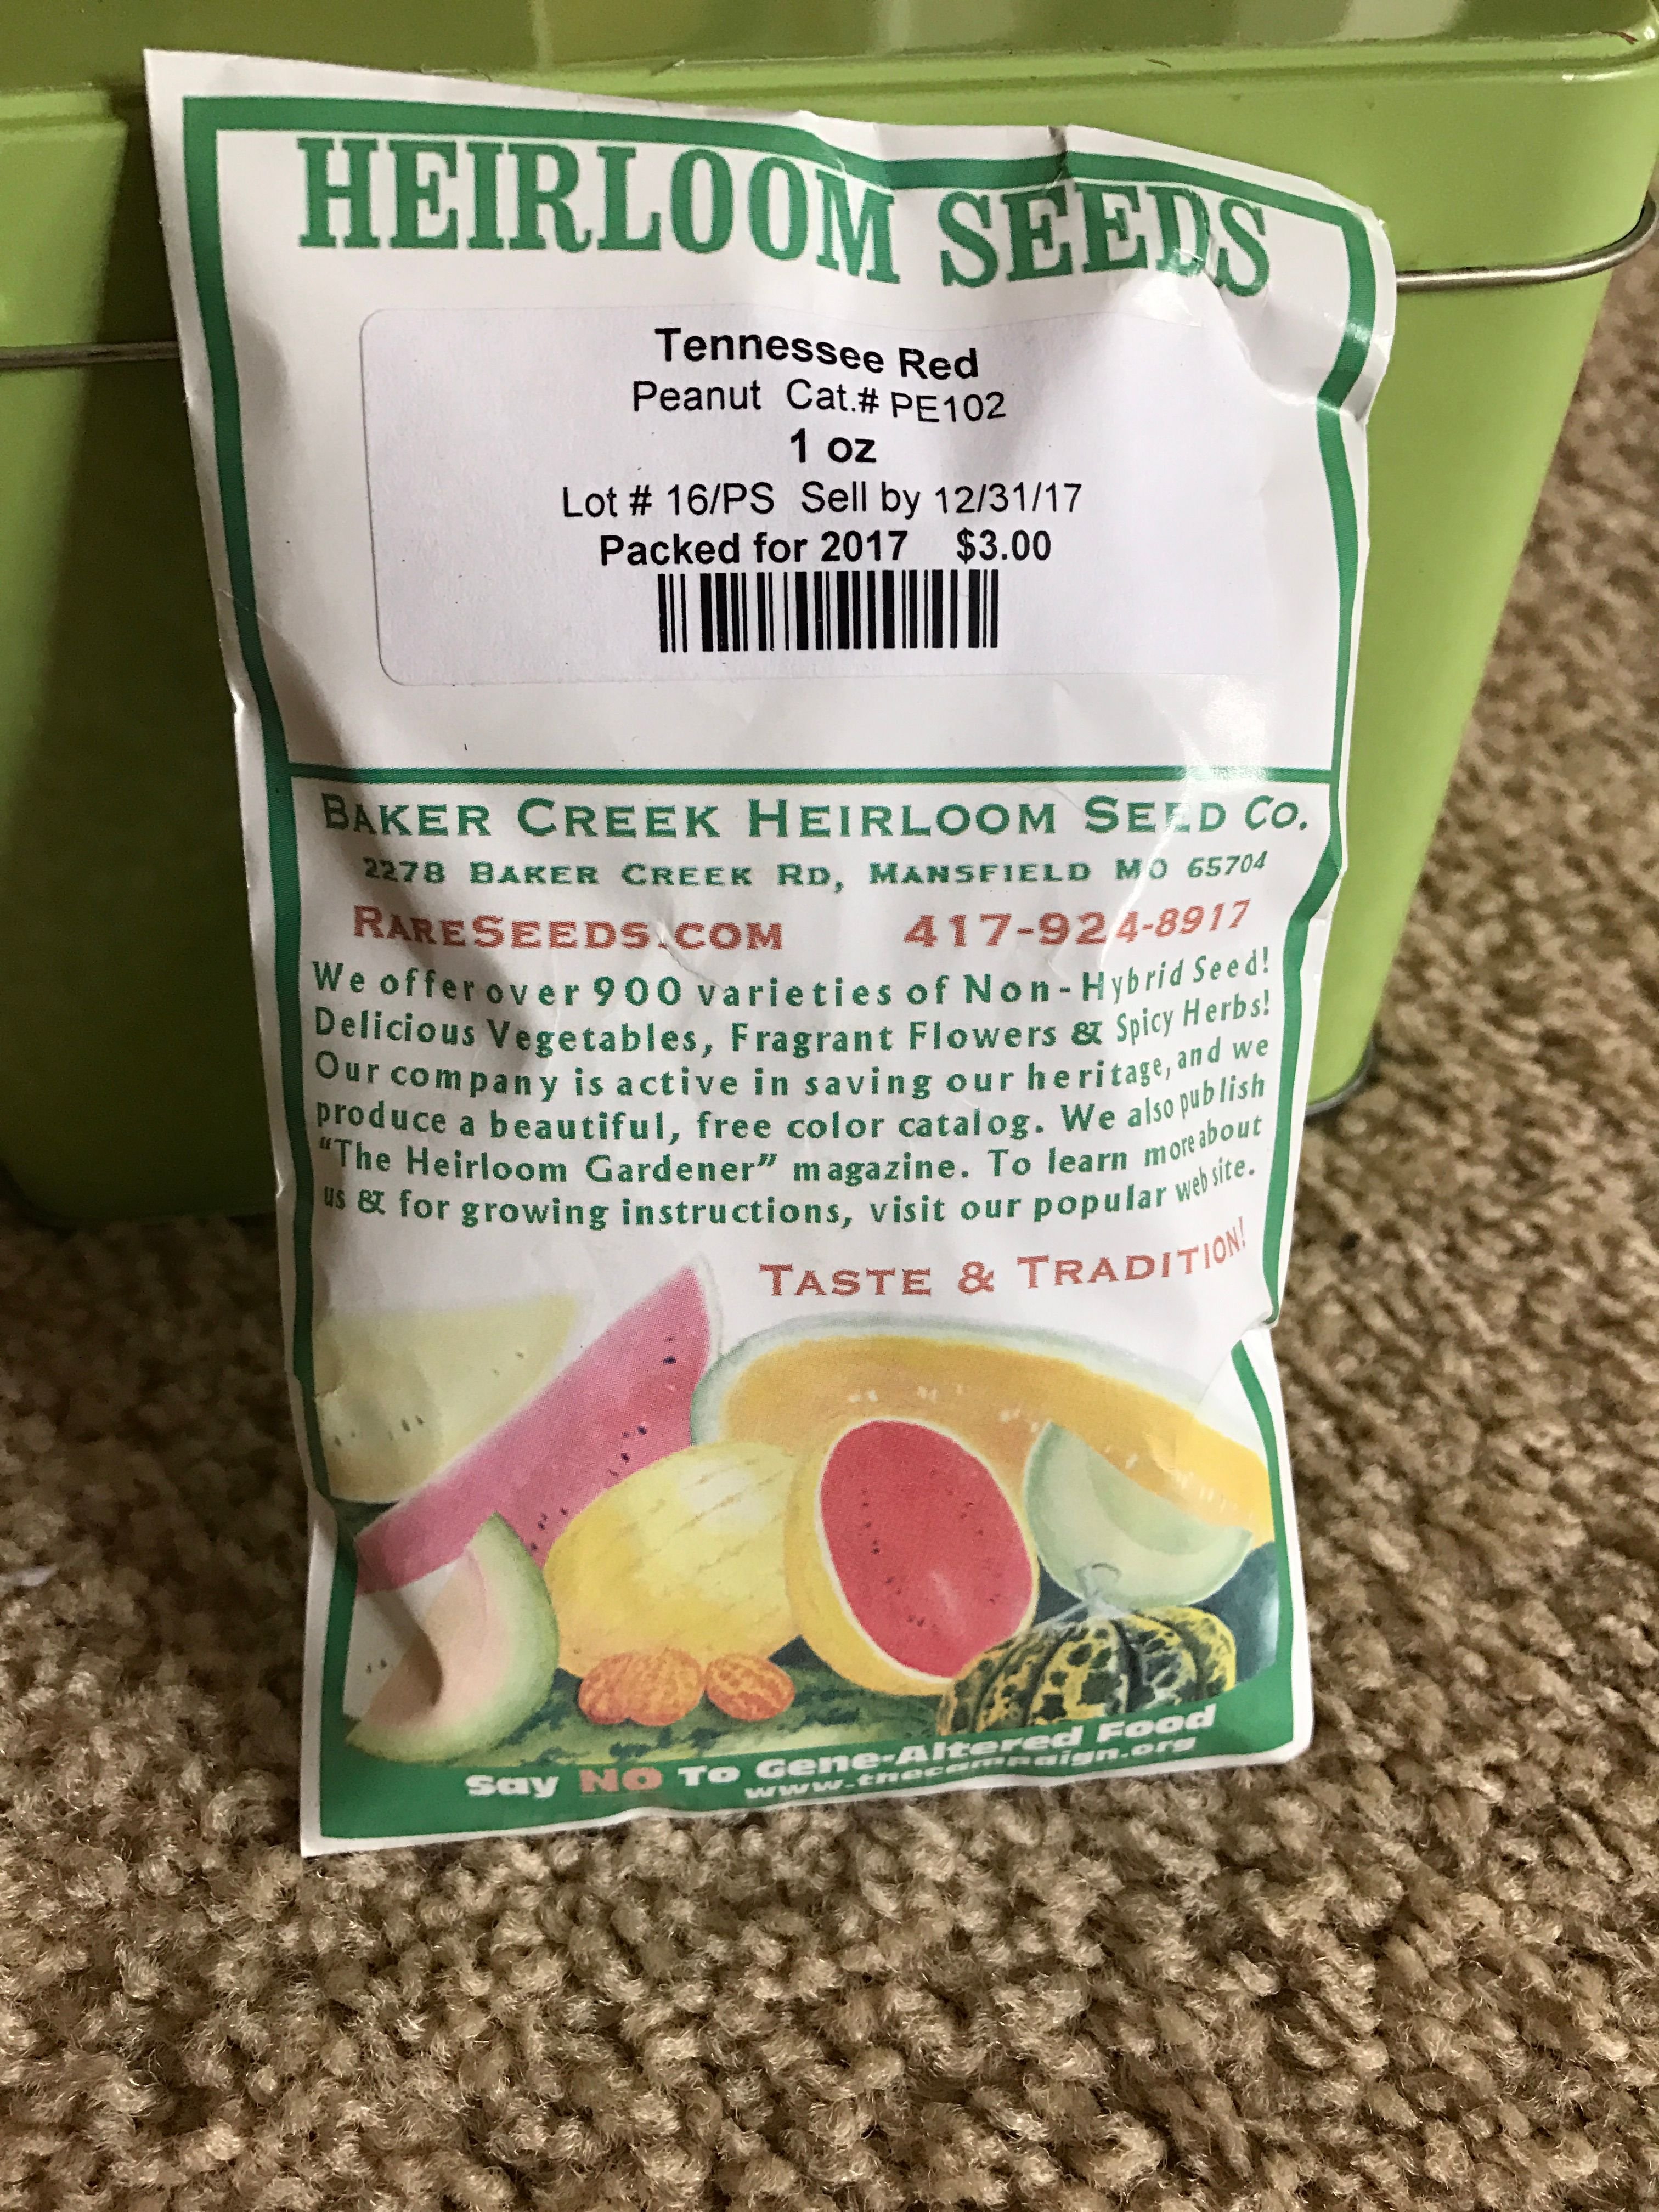 HEIRLOOM SEEDS
Tennessee Red
Peanut Cat.# PE102
1 oz
Lot # 16/PS Sell by 12/31/17
Packed for 2017 $3.00
BAKER CREEK HEIRLOOM SEED CO.
2278 BAKER CREEK RD, MANSFIELD MO 65704
RARESEEDS.COM 417-924-8917
We offer over 900 varieties of Non-Hybrid Seed!
Delicious Vegetables, Fragrant Flowers & Spicy Herbs!
Our company is active in saving our heritage, and we
produce a beautiful, free color catalog. We also publish
“The Heirloom Gardener” magazine. To learn more about
us & for growing instructions, visit our popular web site.
TASTE & TRADITION!
Say NO To Gene-Altered Food
www.thecampaign.org